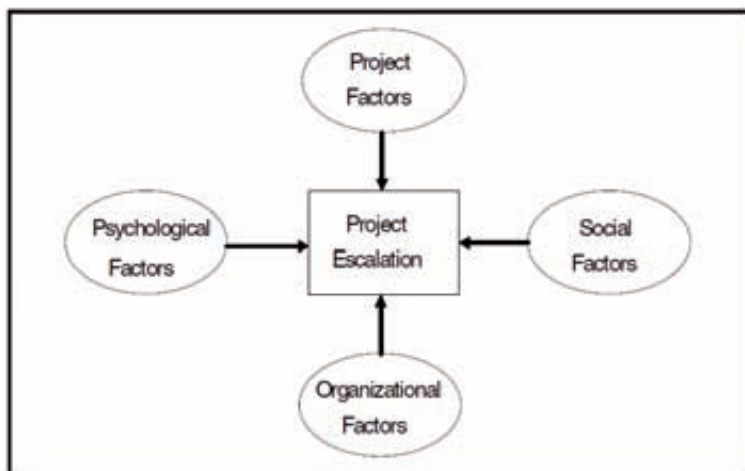 Project
Factors
Psychological
Factors
Project
Escalation
Social
Factors
Organizational
Factors